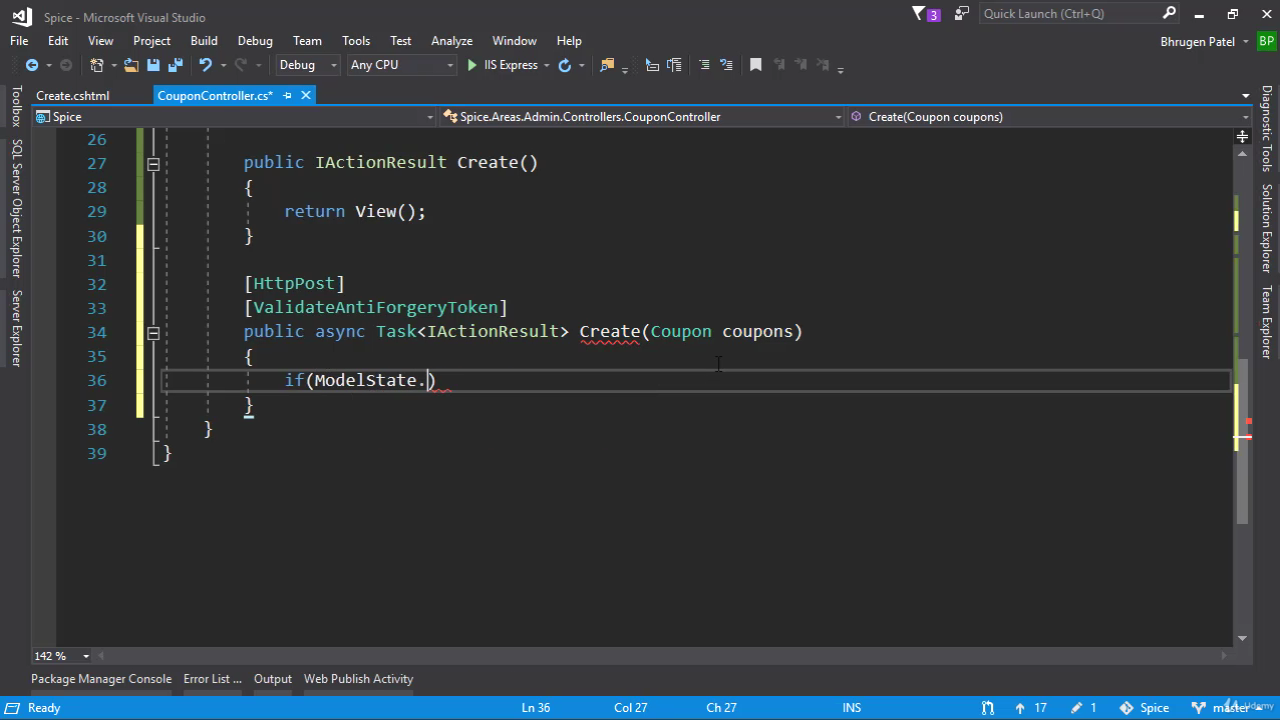 Spice - Microsoft Visual Studio
3
Quick Launch (Ctrl+Q)
File Edit View Project Build Debug Team Tools Test Analyze Window Help
Bhrugen Patel BP
Debug Any CPU IIS Express
Create.cshtml CouponController.cs*
Spice Spice.Areas.Admin.Controllers.CouponController Create(Coupon coupons)
Toolbox
SQL Server Object Explorer
Server Explorer
Diagnostic Tools
Solution Explorer
Team Explorer
26
27 public IActionResult Create()
28 {
29 return View();
30 }
31
32 [HttpPost]
33 [ValidateAntiForgeryToken]
34 public async Task<IActionResult> Create(Coupon coupons)
35 {
36 if(ModelState.)
37 }
38 }
39 }
142 %
Package Manager Console Error List ... Output Web Publish Activity
Ready Ln 36 Col 27 Ch 27 INS 17 1 Spice master
Udemy